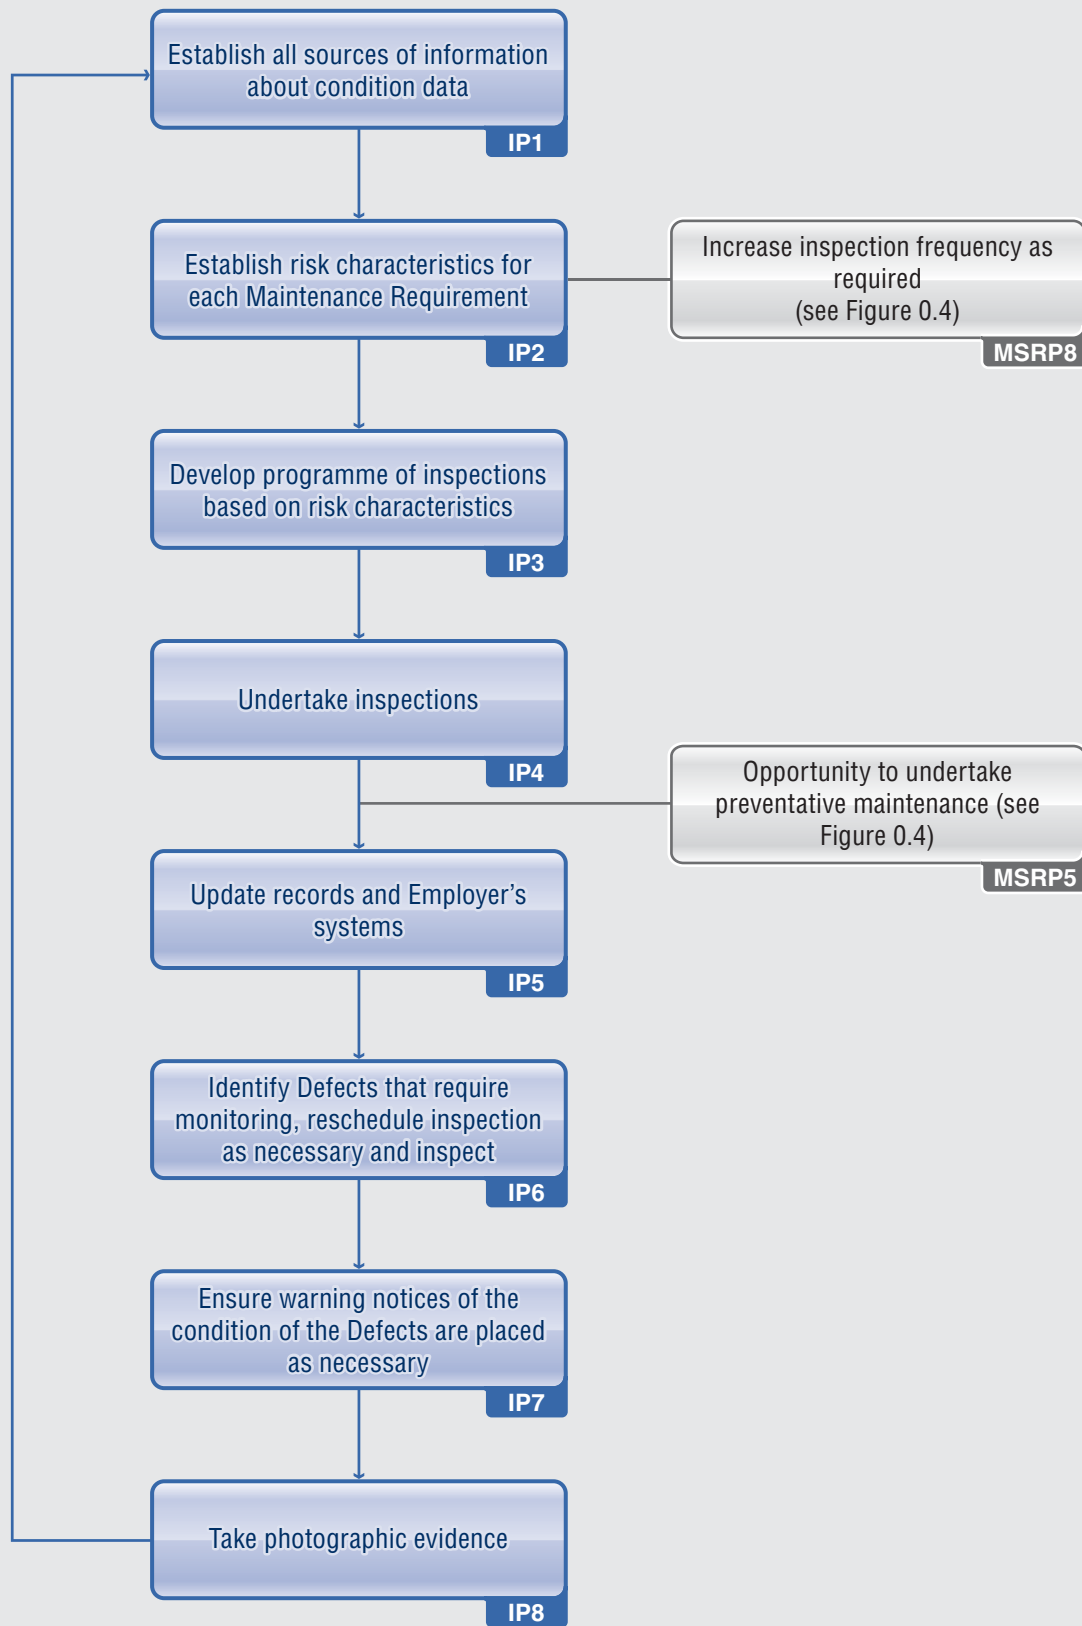 Establish all sources of information
about condition data
IP1
Establish risk characteristics for
each Maintenance Requirement
IP2
Increase inspection frequency as
required
(see Figure 0.4)
MSRP8
Develop programme of inspections
based on risk characteristics
IP3
Undertake inspections
IP4
Opportunity to undertake
preventative maintenance (see
Figure 0.4)
MSRP5
Update records and Employer’s
systems
IP5
Identify Defects that require
monitoring, reschedule inspection
as necessary and inspect
IP6
Ensure warning notices of the
condition of the Defects are placed
as necessary
IP7
Take photographic evidence
IP8